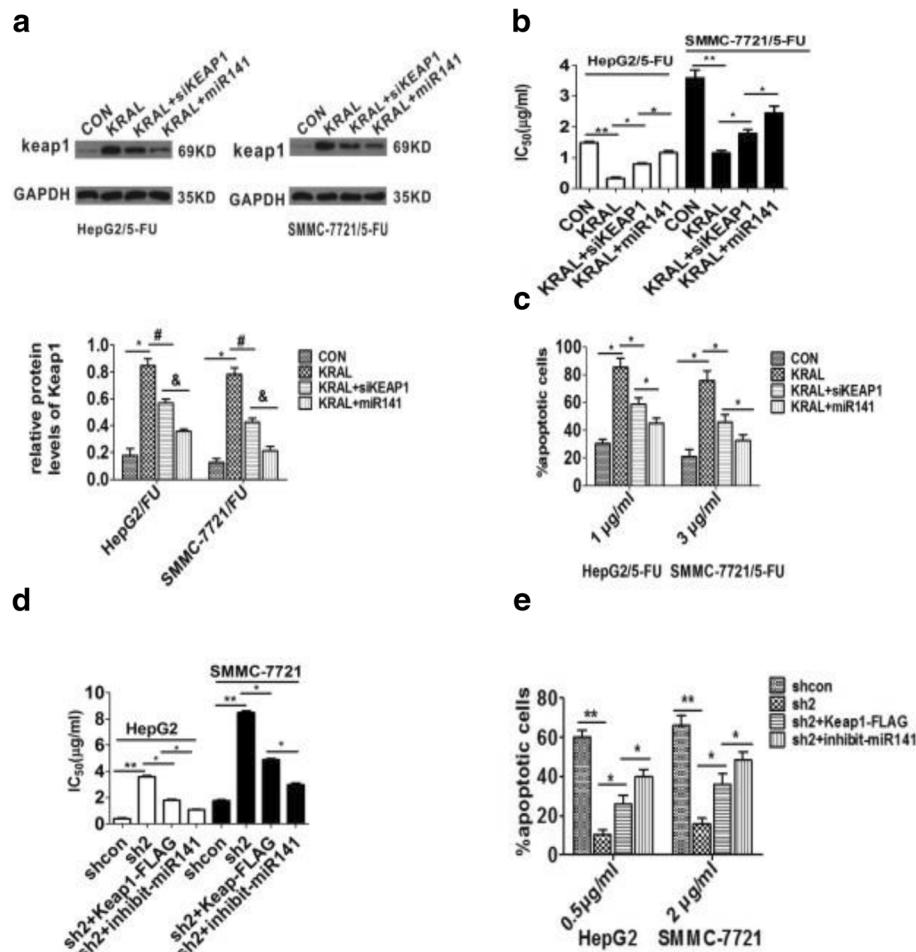 a
CON
KRAL
KRAL+siKEAP1
KRAL+miR141
keap1
69KD
GAPDH
35KD
HepG2/5-FU
CON
KRAL
KRAL+siKEAP1
KRAL+miR141
keap1
69KD
GAPDH
35KD
SMMC-7721/5-FU
relative protein
levels of Keap1
1.0
0.8
0.6
0.4
0.2
0.0
* # &
* # &
HepG2/FU
SMMC-7721/FU
CON
KRAL
KRAL+siKEAP1
KRAL+miR141
b
SMMC-7721/5-FU
HepG2/5-FU
IC50(μg/ml)
4
3
2
1
0
** * *
** * *
CON
KRAL
KRAL+siKEAP1
KRAL+miR141
CON
KRAL
KRAL+siKEAP1
KRAL+miR141
c
%apoptotic cells
100
80
60
40
20
0
* * *
* * *
1 μg/ml
3 μg/ml
HepG2/5-FU
SMMC-7721/5-FU
CON
KRAL
KRAL+siKEAP1
KRAL+miR141
d
SMMC-7721
HepG2
IC50(μg/ml)
10
8
6
4
2
0
** * *
** * *
shcon
sh2
sh2+Keap1-FLAG
sh2+inhibit-miR141
shcon
sh2
sh2+Keap-FLAG
sh2+inhibit-miR141
e
%apoptotic cells
80
60
40
20
0
** * *
** * *
0.5μg/ml
2 μg/ml
HepG2
SMMC-7721
shcon
sh2
sh2+Keap1-FLAG
sh2+inhibit-miR141